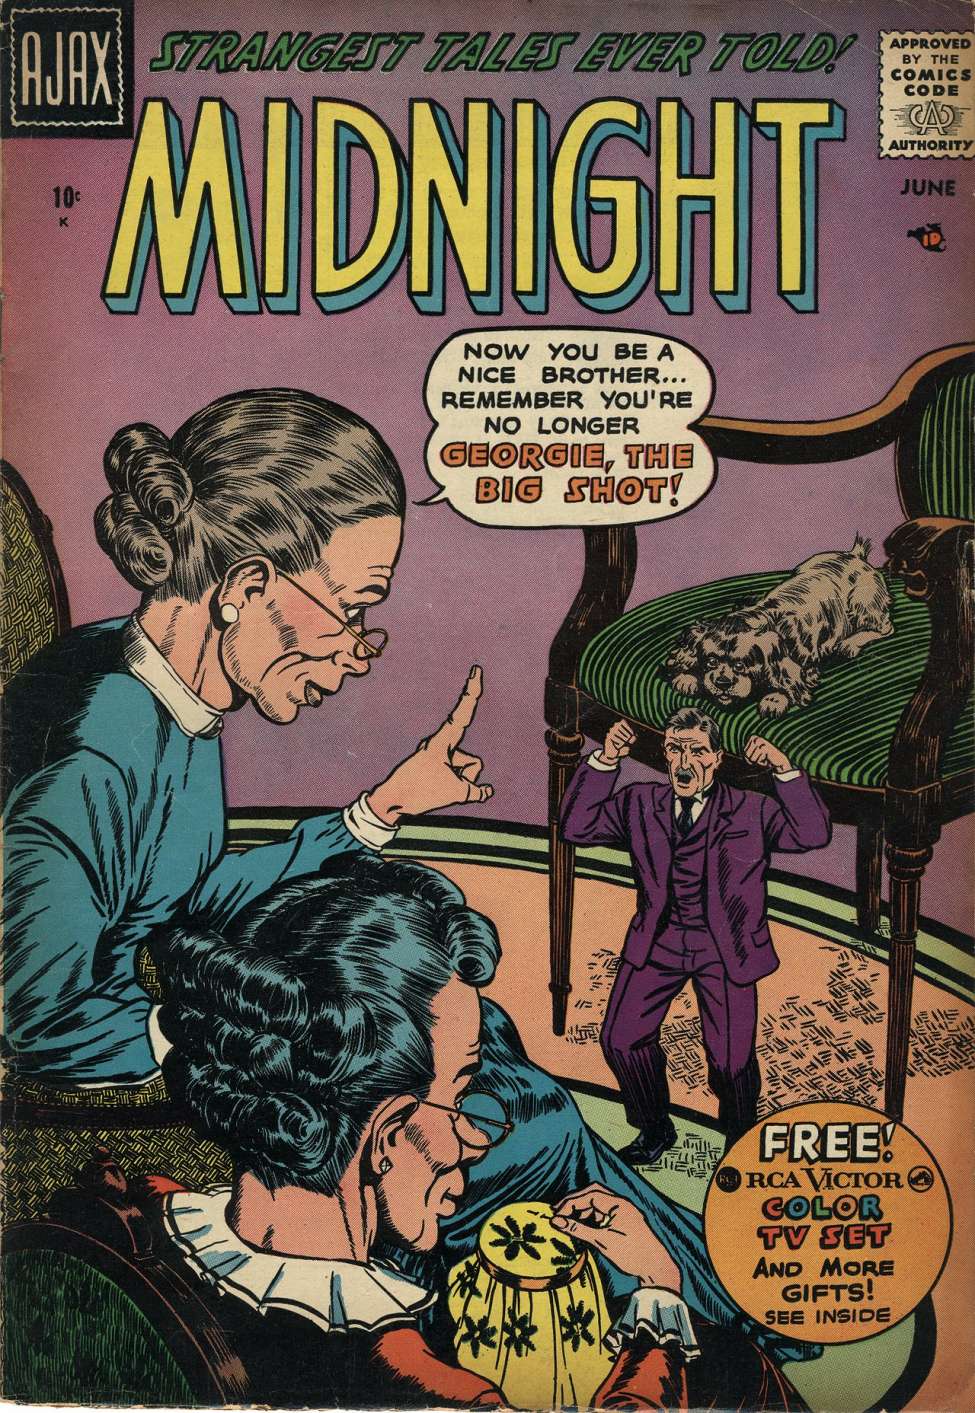 AJAX
STRANGEST TALES EVER TOLD!
APPROVED
BY THE
COMICS
CODE
CAA
AUTHORITY
MIDNIGHT
10¢
K
JUNE
ID
NOW YOU BE A
NICE BROTHER...
REMEMBER YOU'RE
NO LONGER
GEORGIE, THE
BIG SHOT!
FREE!
RCA VICTOR
COLOR
TV SET
AND MORE
GIFTS!
SEE INSIDE